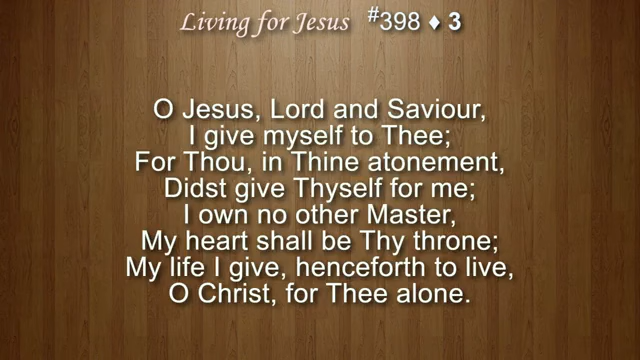 Living for Jesus #398 ♦ 3
O Jesus, Lord and Saviour,
I give myself to Thee;
For Thou, in Thine atonement,
Didst give Thyself for me;
I own no other Master,
My heart shall be Thy throne;
My life I give, henceforth to live,
O Christ, for Thee alone.